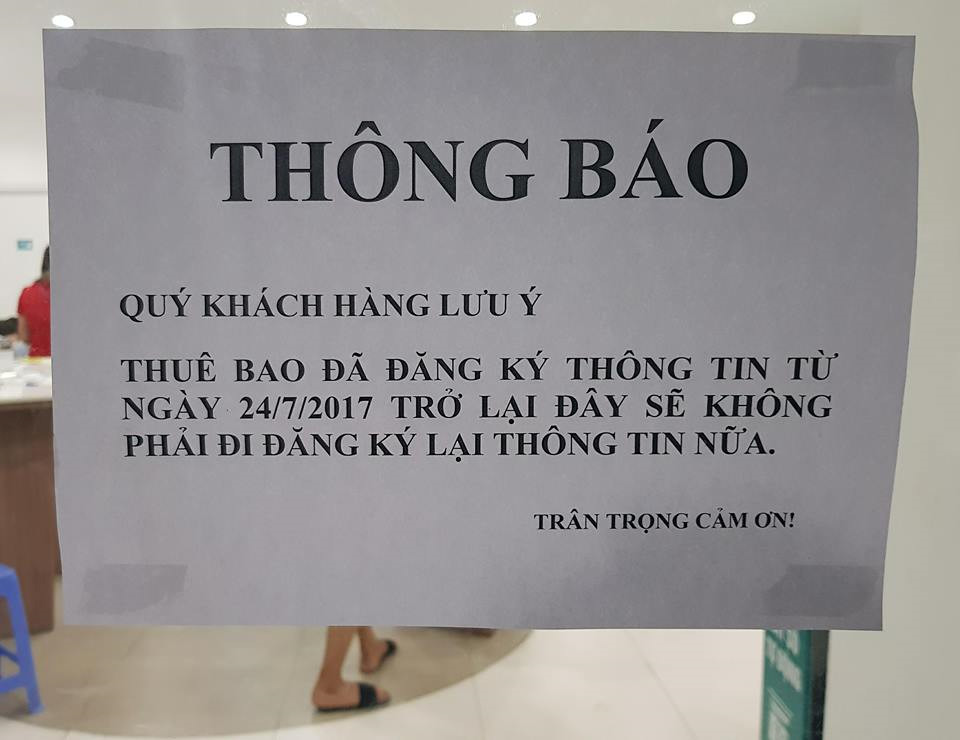 THÔNG BÁO
QUÝ KHÁCH HÀNG LƯU Ý
THUÊ BAO ĐÃ ĐĂNG KÝ THÔNG TIN TỪ
NGÀY 24/7/2017 TRỞ LẠI ĐÂY SẼ KHÔNG
PHẢI ĐI ĐĂNG KÝ LẠI THÔNG TIN NỮA.
TRÂN TRỌNG CẢM ƠN!